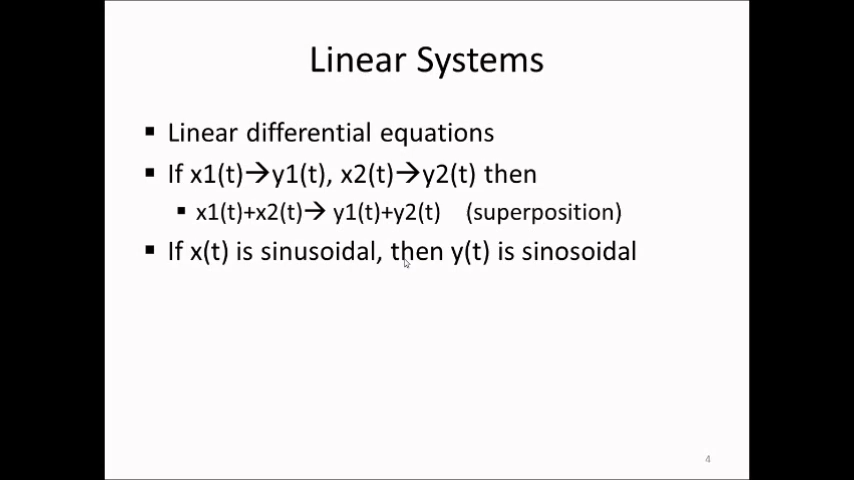 Linear Systems
▪ Linear differential equations
▪ If x1(t)→y1(t), x2(t)→y2(t) then
▪ x1(t)+x2(t)→ y1(t)+y2(t) (superposition)
▪ If x(t) is sinusoidal, then y(t) is sinosoidal
4